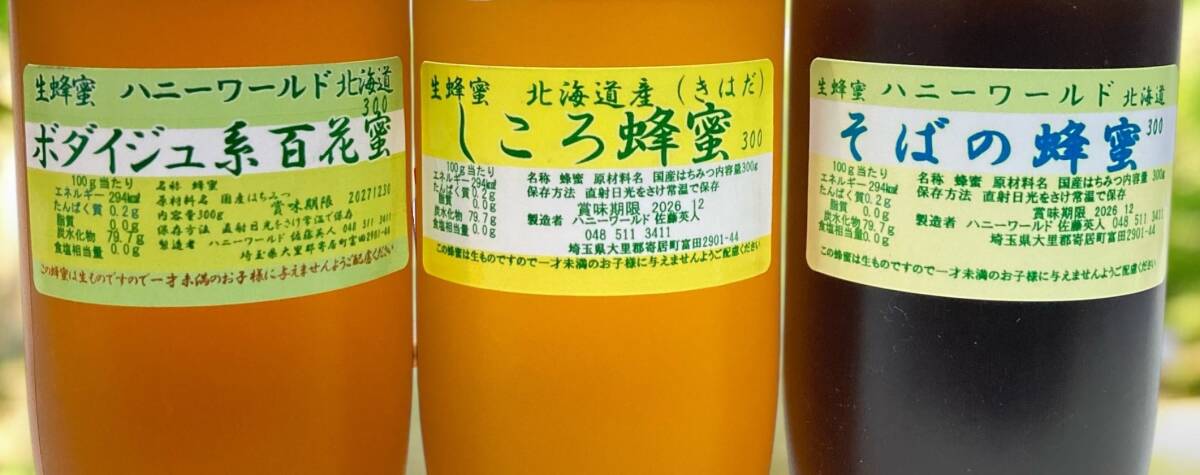 生蜂蜜 ハニーワールド 北海道
300
ボダイジュ系百花蜜
100g当たり
エネルギー 294㎉
たんぱく質 0.2g
脂質 0.0g
炭水化物 79.7g
食塩相当量 0.0g
名称 蜂蜜
原材料名 国産はちみつ
内容量300g 賞味期限 20271230
保存方法 直射日光をさけ常温で保存
製造者 ハニーワールド 佐藤英人 048 511 3411
埼玉県大里郡寄居町富田2901-44
この蜂蜜は生ものですので一才未満のお子様に与えませんようご配慮ください
生蜂蜜 北海道産(きはだ)
しころ蜂蜜 300
100g当たり
エネルギー 294㎉
たんぱく質 0.2g
脂質 0.0g
炭水化物 79.7g
食塩相当量 0.0g
名称 蜂蜜 原材料名 国産はちみつ内容量300g
保存方法 直射日光をさけ常温で保存
賞味期限 2026 12
製造者 ハニーワールド 佐藤英人
048 511 3411
埼玉県大里郡寄居町富田2901-44
この蜂蜜は生ものですので一才未満のお子様に与えませんようご配慮ください
生蜂蜜 ハニーワールド 北海道
そばの蜂蜜 300
100g当たり
エネルギー 294㎉
たんぱく質 0.2g
脂質 0.0g
炭水化物 79.7g
食塩相当量 0.0g
名称 蜂蜜 原材料名 国産はちみつ内容量 300g
保存方法 直射日光をさけ常温で保存
賞味期限 2026 12
製造者 ハニーワールド 佐藤英人
048 511 3411
埼玉県大里郡寄居町富田2901-44
この蜂蜜は生ものですので一才未満のお子様に与えませんようご配慮ください